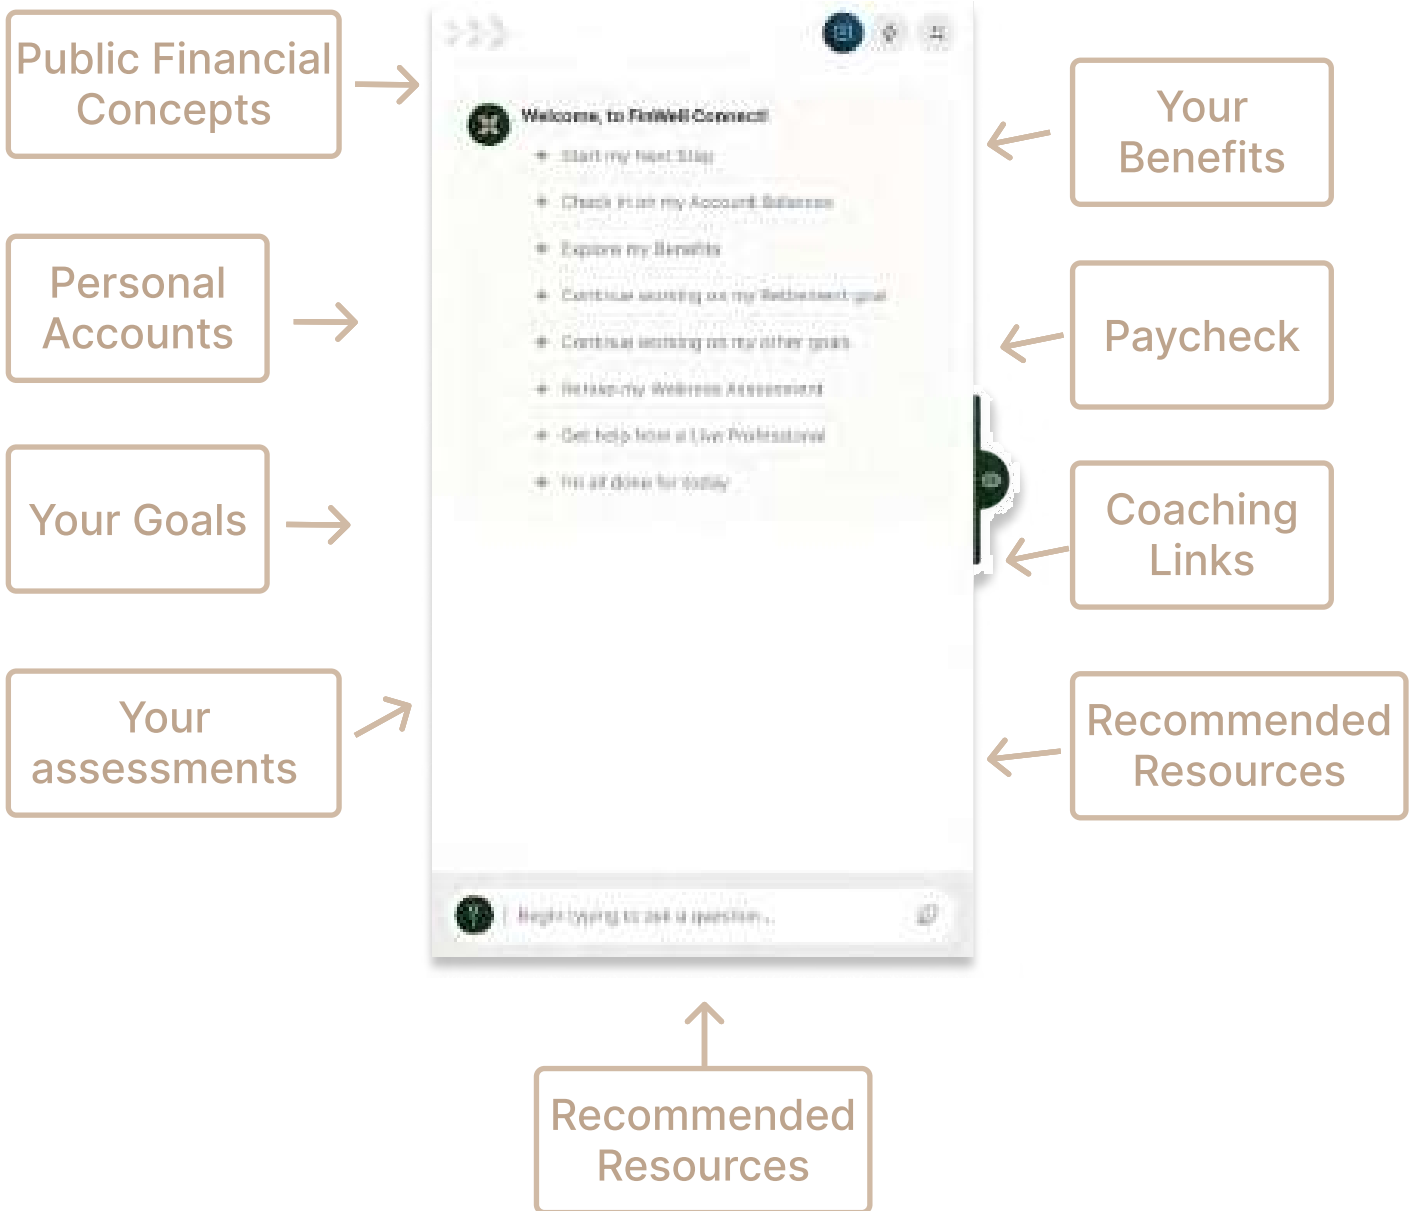 Public Financial
Concepts
Personal
Accounts
Your Goals
Your
assessments
Welcome, to FinWell Connect!
Start my Next Step
Check in on my Account Balances
Explore my Benefits
Continue working on my Retirement goal
Continue working on my other goals
Retake my Wellness Assessment
Get help from a Live Professional
I'm all done for today
Begin typing to ask a question...
Your
Benefits
Paycheck
Coaching
Links
Recommended
Resources
Recommended
Resources